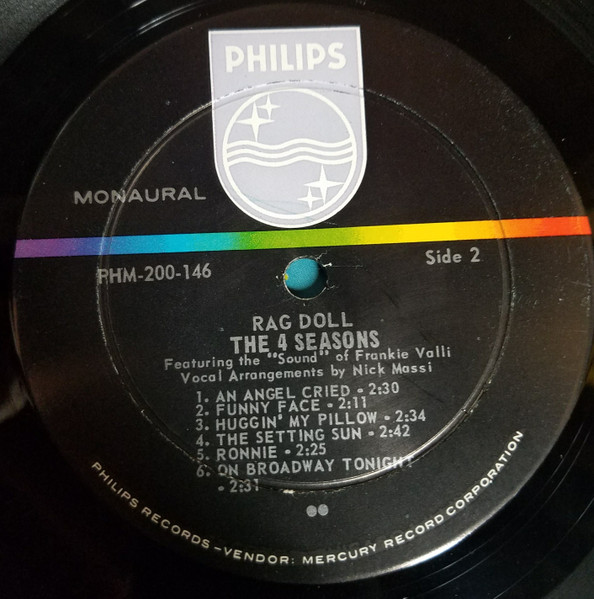 PHILIPS
MONAURAL
PHM-200-146
Side 2
RAG DOLL
THE 4 SEASONS
Featuring the "Sound" of Frankie Valli
Vocal Arrangements by Nick Massi
1. AN ANGEL CRIED - 2:30
2. FUNNY FACE - 2:11
3. HUGGIN' MY PILLOW - 2:34
4. THE SETTING SUN - 2:42
5. RONNIE - 2:25
6. ON BROADWAY TONIGHT
- 2:31
PHILIPS RECORDS–VENDOR: MERCURY RECORD CORPORATION